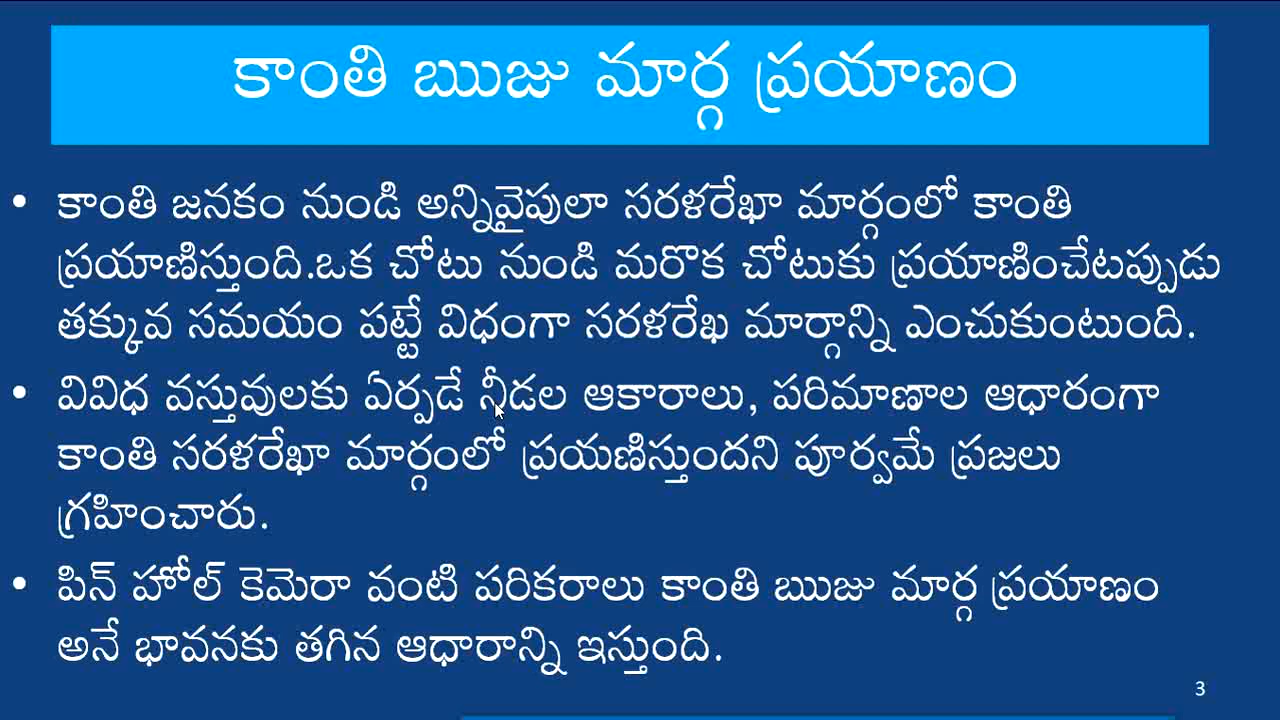 కాంతి ఋజు మార్గ ప్రయాణం
• కాంతి జనకం నుండి అన్నివైపులా సరళరేఖా మార్గంలో కాంతి
ప్రయాణిస్తుంది.ఒక చోటు నుండి మరొక చోటుకు ప్రయాణించేటప్పుడు
తక్కువ సమయం పట్టే విధంగా సరళరేఖ మార్గాన్ని ఎంచుకుంటుంది.
• వివిధ వస్తువులకు ఏర్పడే నీడల ఆకారాలు, పరిమాణాల ఆధారంగా
కాంతి సరళరేఖా మార్గంలో ప్రయణిస్తుందని పూర్వమే ప్రజలు
గ్రహించారు.
• పిన్ హోల్ కెమెరా వంటి పరికరాలు కాంతి ఋజు మార్గ ప్రయాణం
అనే భావనకు తగిన ఆధారాన్ని ఇస్తుంది.
3